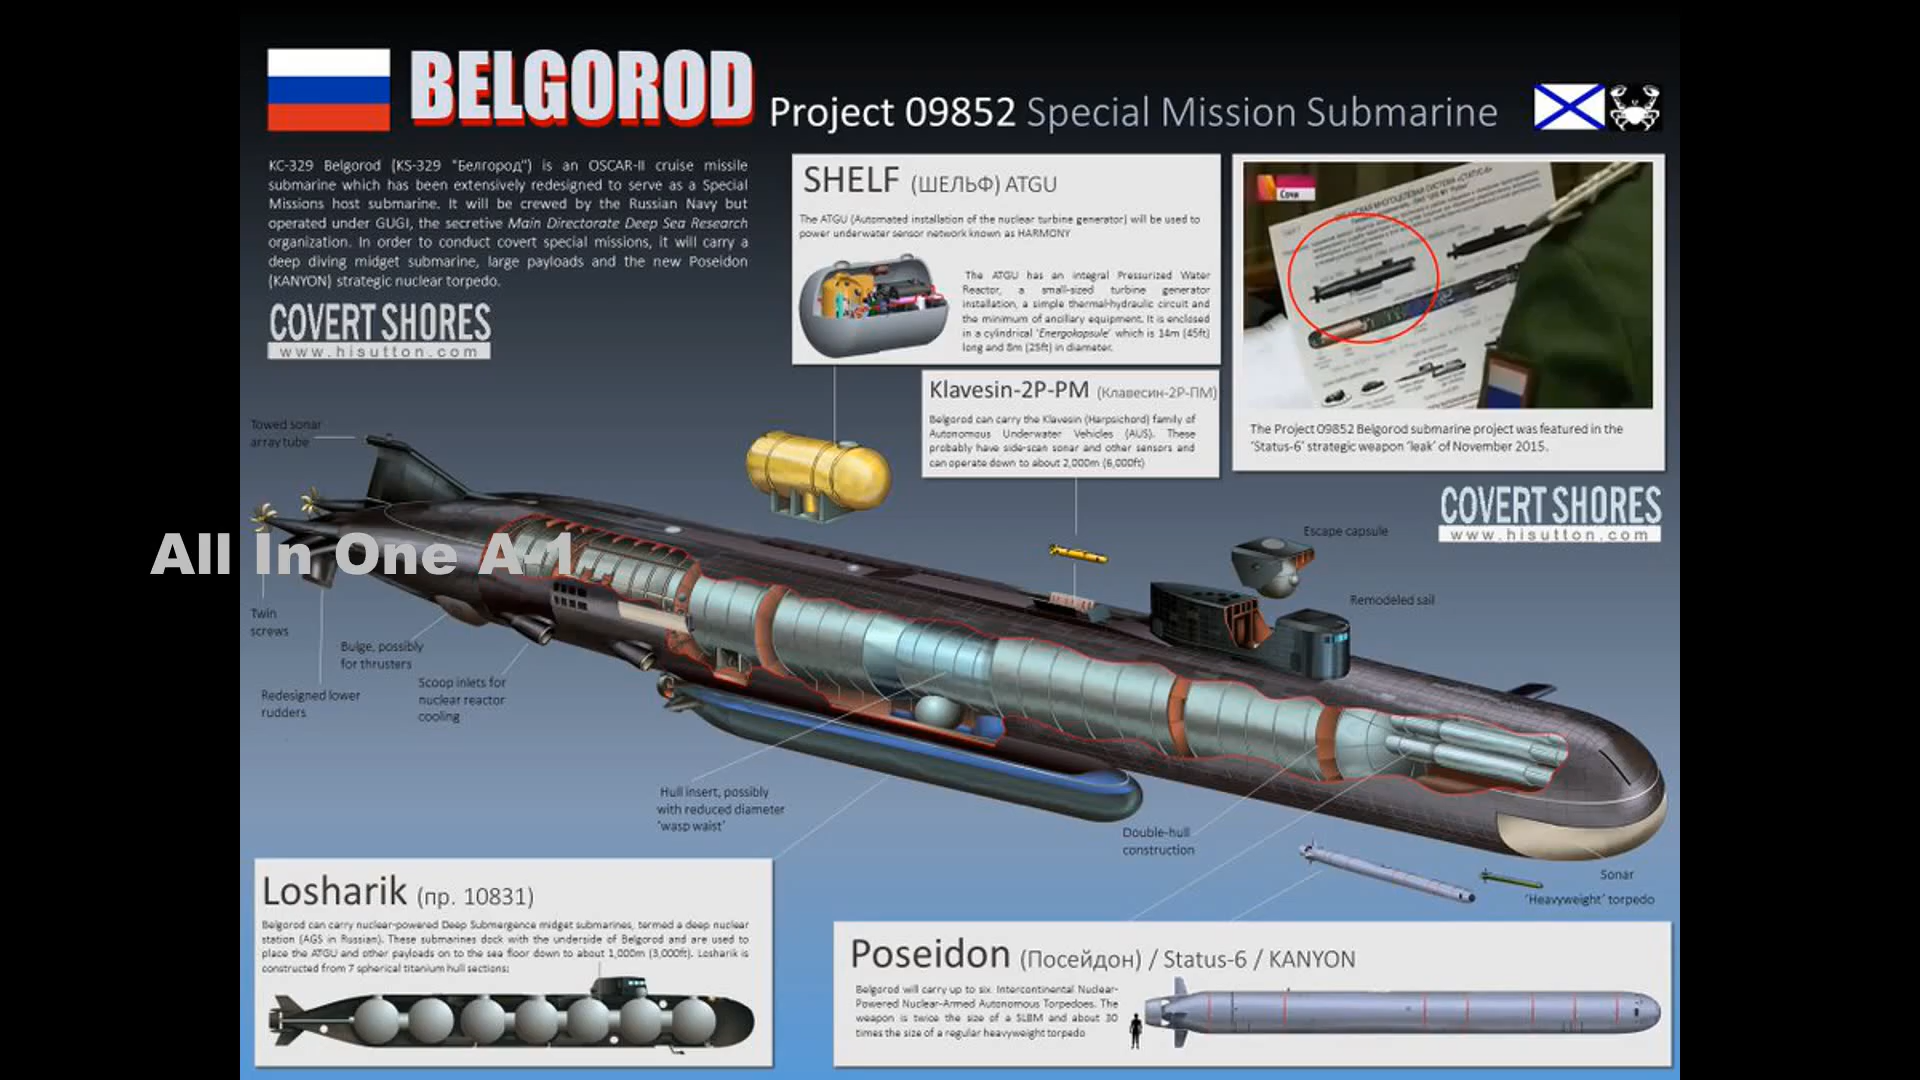 BELGOROD Project 09852 Special Mission Submarine
KC-329 Belgorod (KS-329 "Белгород") is an OSCAR-II cruise missile
submarine which has been extensively redesigned to serve as a Special
Missions host submarine. It will be crewed by the Russian Navy but
operated under GUGI, the secretive Main Directorate Deep Sea Research
organization. In order to conduct covert special missions, it will carry a
deep diving midget submarine, large payloads and the new Poseidon
(KANYON) strategic nuclear torpedo.
COVERT SHORES
www.hisutton.com
SHELF (ШЕЛЬФ) ATGU
The ATGU (Automated installation of the nuclear turbine generator) will be used to
power underwater sensor network known as HARMONY
The ATGU has an integral Pressurized Water
Reactor, a small-sized turbine generator
installation, a simple thermal-hydraulic circuit and
the minimum of ancillary equipment. It is enclosed
in a cylindrical 'Energokapsule' which is 14m (45ft)
long and 8m (25ft) in diameter.
Klavesin-2P-PM (Клавесин-2Р-ПМ)
Belgorod can carry the Klavesin (Harpsichord) family of
Autonomous Underwater Vehicles (AUS). These
probably have side-scan sonar and other sensors and
can operate down to about 2,000m (6,000ft)
Сочи
The Project 09852 Belgorod submarine project was featured in the
'Status-6' strategic weapon 'leak' of November 2015.
COVERT SHORES
www.hisutton.com
Towed sonar
array tube
All In One A-1
Escape capsule
Remodeled sail
Twin
screws
Bulge, possibly
for thrusters
Redesigned lower
rudders
Scoop inlets for
nuclear reactor
cooling
Hull insert, possibly
with reduced diameter
'wasp waist'
Double-hull
construction
Sonar
'Heavyweight' torpedo
Losharik (пр. 10831)
Belgorod can carry nuclear-powered Deep Submergence midget submarines, termed a deep nuclear
station (AGS in Russian). These submarines dock with the underside of Belgorod and are used to
place the ATGU and other payloads on to the sea floor down to about 1,000m (3,000ft). Losharik is
constructed from 7 spherical titanium hull sections:
Poseidon (Посейдон) / Status-6 / KANYON
Belgorod will carry up to six Intercontinental Nuclear-
Powered Nuclear-Armed Autonomous Torpedoes. The
weapon is twice the size of a SLBM and about 30
times the size of a regular heavyweight torpedo